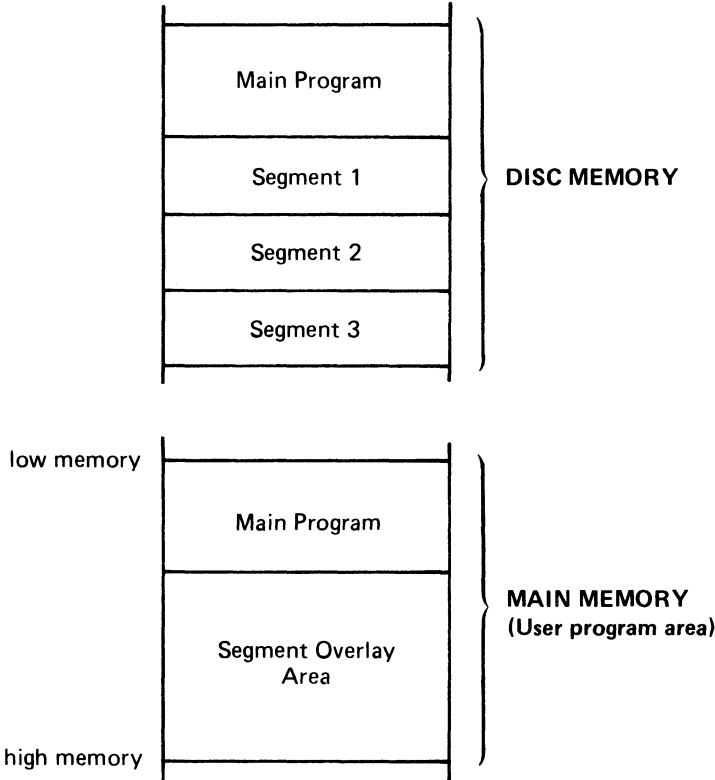 Main Program
Segment 1
DISC MEMORY
Segment 2
Segment 3
low memory
Main Program
MAIN MEMORY
(User program area)
Segment Overlay
Area
high memory